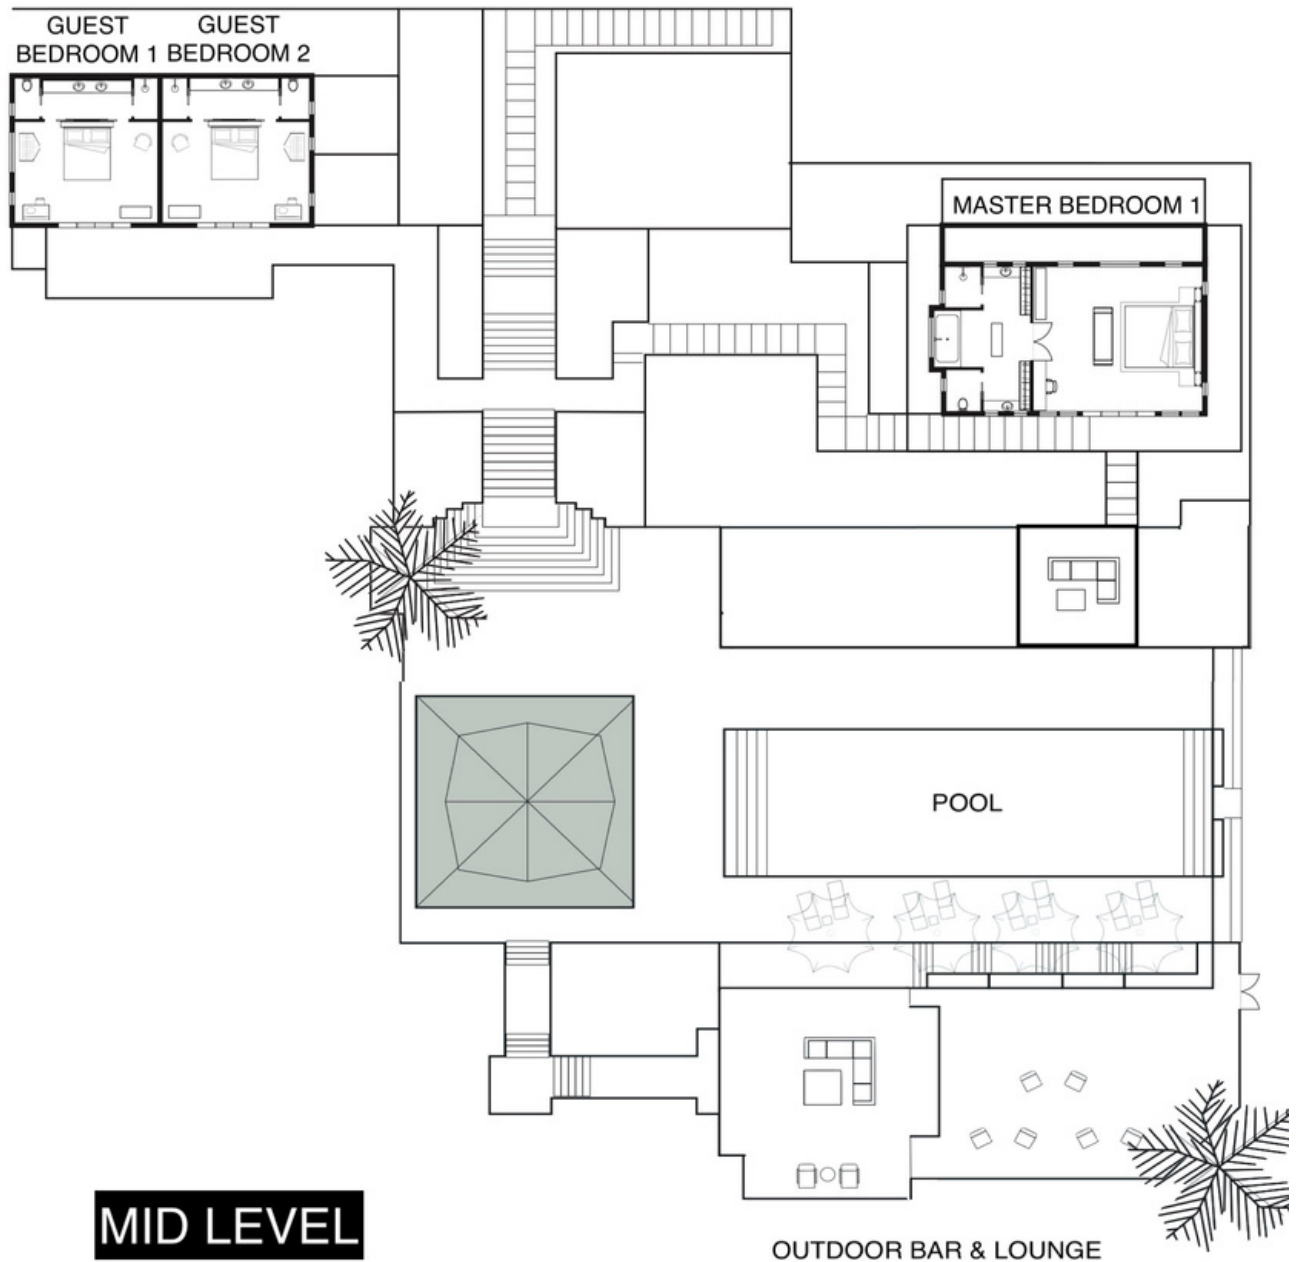 GUEST
BEDROOM 1
GUEST
BEDROOM 2
MASTER BEDROOM 1
POOL
MID LEVEL
OUTDOOR BAR & LOUNGE